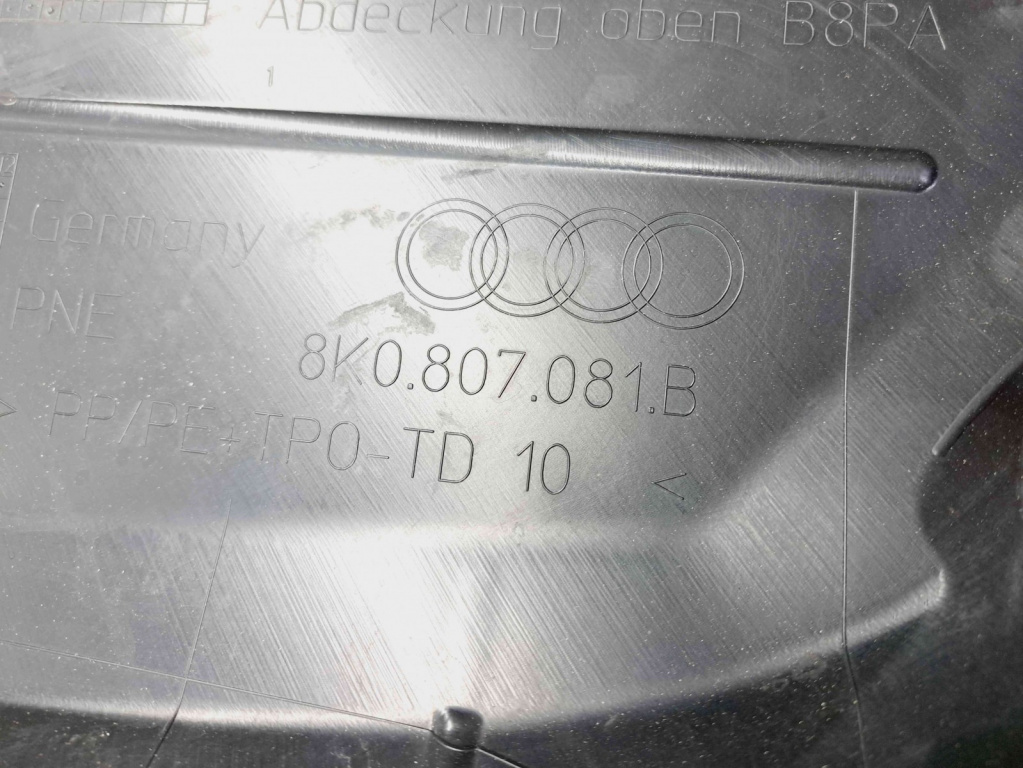 Abdeckung oben B8PA
1
Germany
PNE
8K0.807.081.B
> PP/PE+TPO-TD 10 <